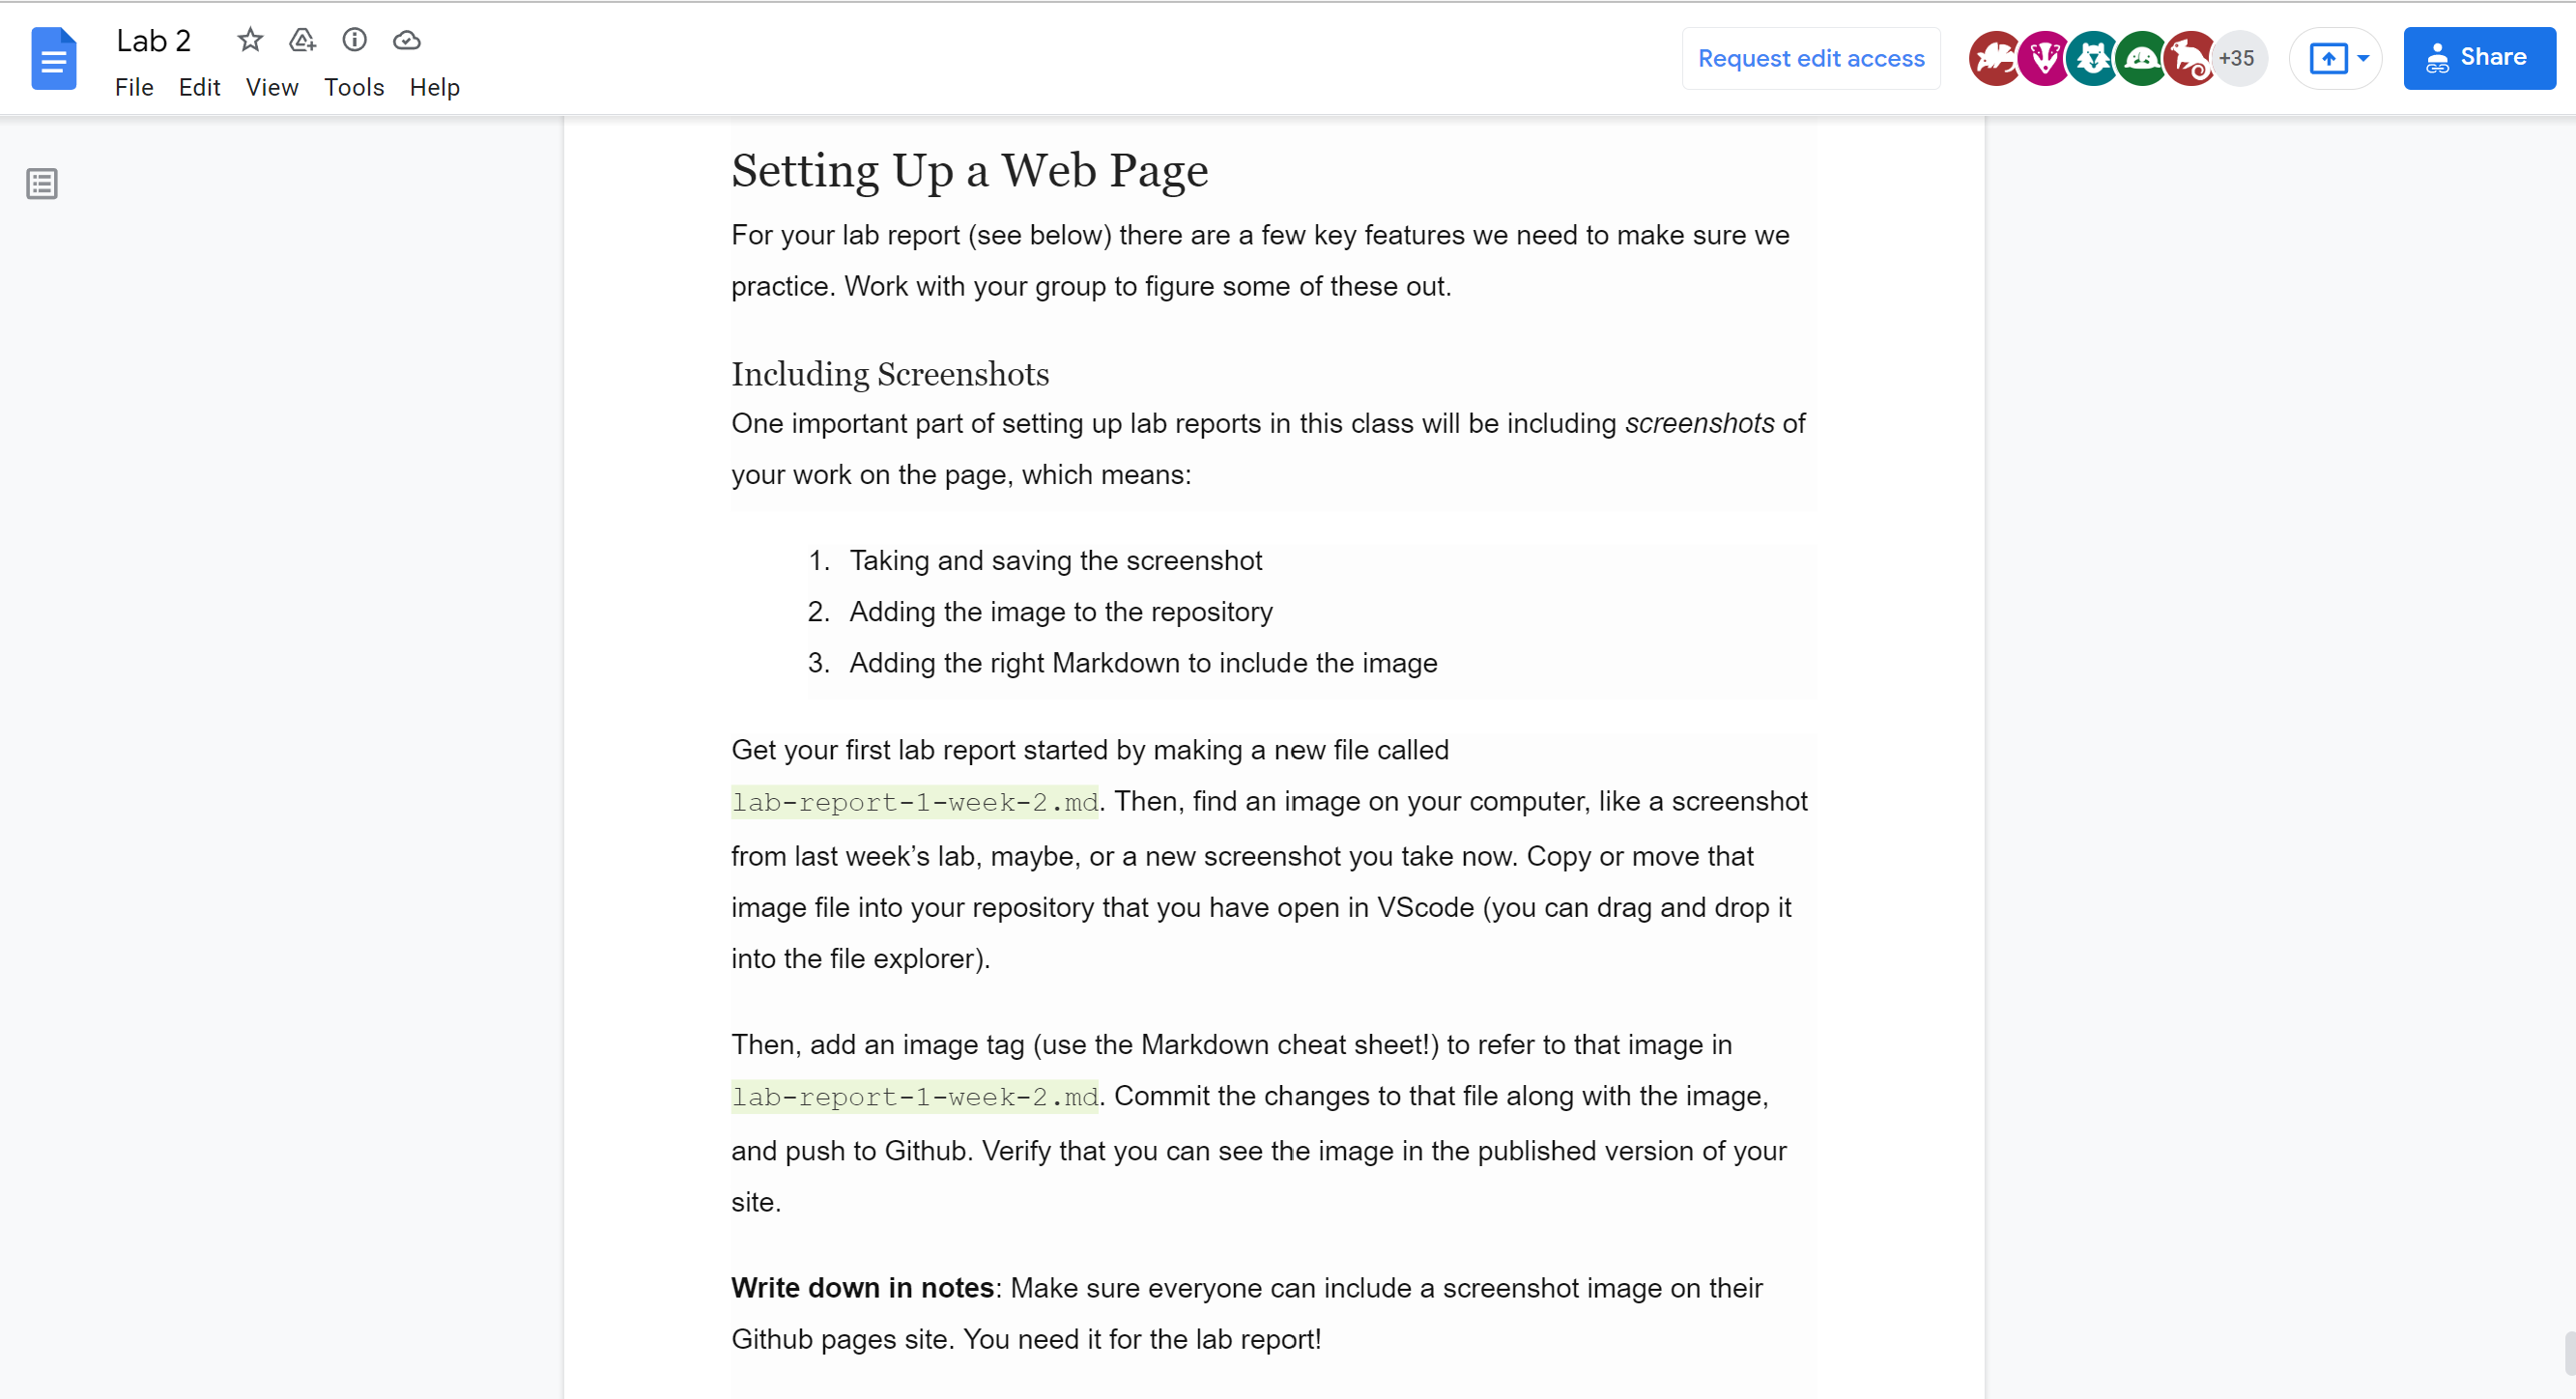 Lab 2
File Edit View Tools Help
Request edit access
+35
Share
Setting Up a Web Page
For your lab report (see below) there are a few key features we need to make sure we
practice. Work with your group to figure some of these out.
Including Screenshots
One important part of setting up lab reports in this class will be including screenshots of
your work on the page, which means:
1. Taking and saving the screenshot
2. Adding the image to the repository
3. Adding the right Markdown to include the image
Get your first lab report started by making a new file called
lab-report-1-week-2.md. Then, find an image on your computer, like a screenshot
from last week’s lab, maybe, or a new screenshot you take now. Copy or move that
image file into your repository that you have open in VScode (you can drag and drop it
into the file explorer).
Then, add an image tag (use the Markdown cheat sheet!) to refer to that image in
lab-report-1-week-2.md. Commit the changes to that file along with the image,
and push to Github. Verify that you can see the image in the published version of your
site.
Write down in notes: Make sure everyone can include a screenshot image on their
Github pages site. You need it for the lab report!